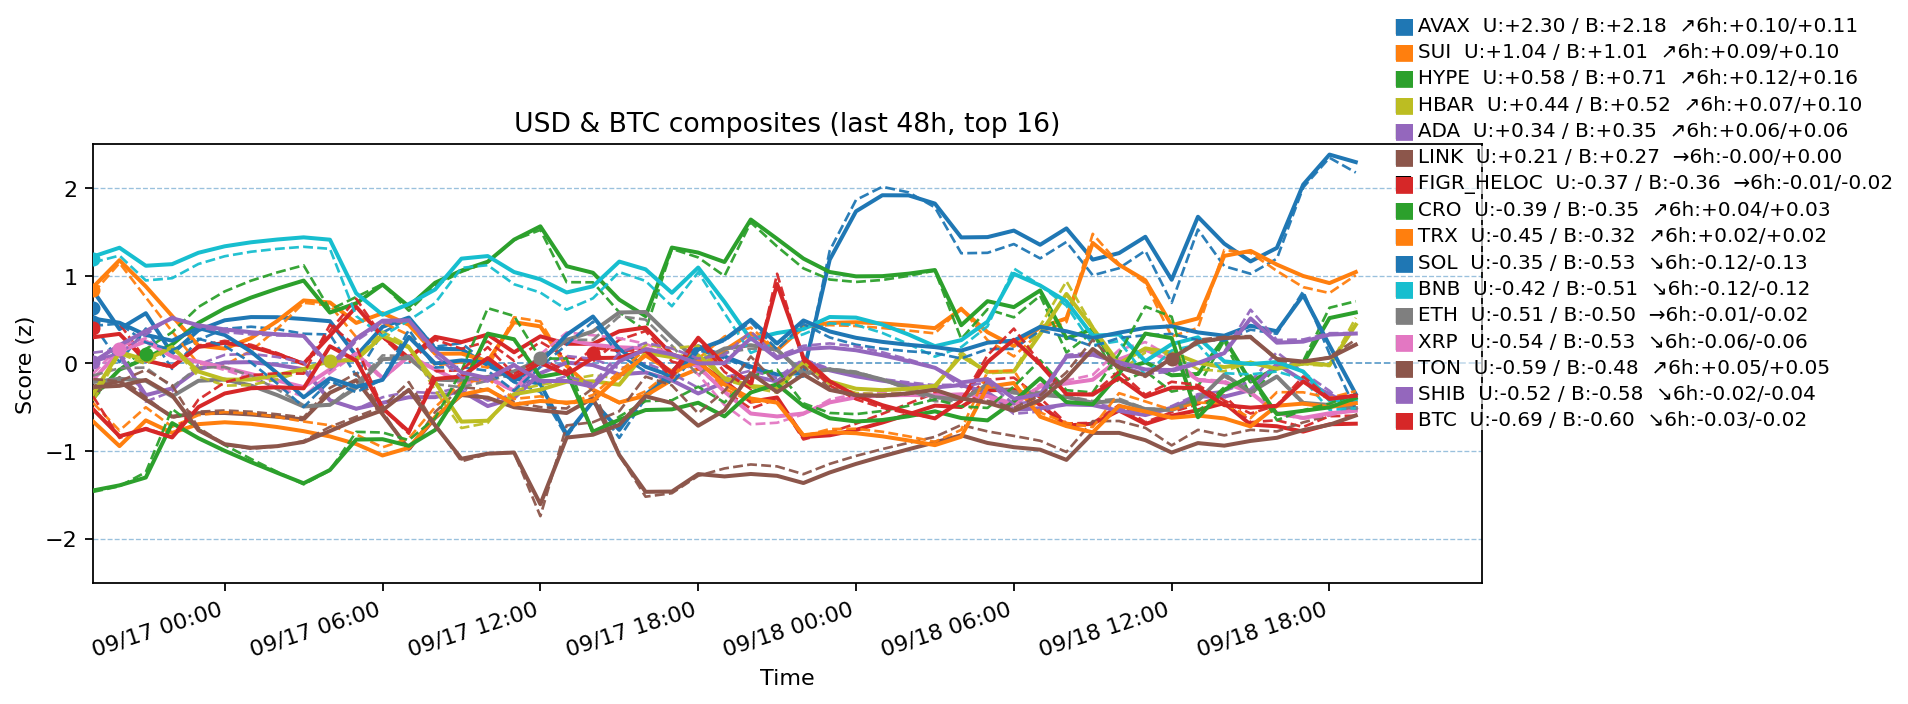 AVAX  U:+2.30 / B:+2.18  ↗6h:+0.10/+0.11
SUI  U:+1.04 / B:+1.01  ↗6h:+0.09/+0.10
HYPE  U:+0.58 / B:+0.71  ↗6h:+0.12/+0.16
HBAR  U:+0.44 / B:+0.52  ↗6h:+0.07/+0.10
ADA  U:+0.34 / B:+0.35  ↗6h:+0.06/+0.06
LINK  U:+0.21 / B:+0.27  →6h:-0.00/+0.00
FIGR_HELOC  U:-0.37 / B:-0.36  →6h:-0.01/-0.02
CRO  U:-0.39 / B:-0.35  ↗6h:+0.04/+0.03
TRX  U:-0.45 / B:-0.32  ↗6h:+0.02/+0.02
SOL  U:-0.35 / B:-0.53  ↘6h:-0.12/-0.13
BNB  U:-0.42 / B:-0.51  ↘6h:-0.12/-0.12
ETH  U:-0.51 / B:-0.50  →6h:-0.01/-0.02
XRP  U:-0.54 / B:-0.53  ↘6h:-0.06/-0.06
TON  U:-0.59 / B:-0.48  ↗6h:+0.05/+0.05
SHIB  U:-0.52 / B:-0.58  ↘6h:-0.02/-0.04
BTC  U:-0.69 / B:-0.60  ↘6h:-0.03/-0.02
USD & BTC composites (last 48h, top 16)
Score (z)
2
1
0
−1
−2
09/17 00:00
09/17 06:00
09/17 12:00
09/17 18:00
09/18 00:00
09/18 06:00
09/18 12:00
09/18 18:00
Time